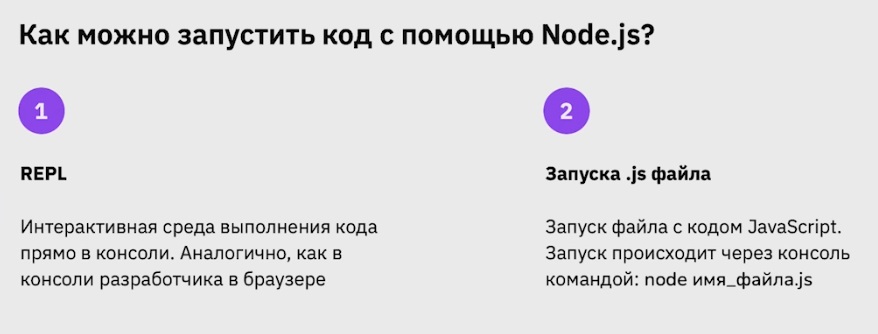 Как можно запустить код с помощью Node.js?
1
REPL
Интерактивная среда выполнения кода
прямо в консоли. Аналогично, как в
консоли разработчика в браузере
2
Запуска .js файла
Запуск файла с кодом JavaScript.
Запуск происходит через консоль
командой: node имя_файла.js